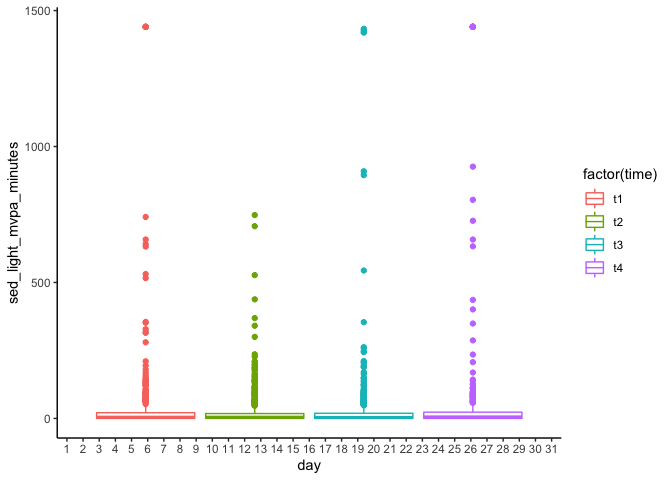 1500
1000
500
0
sed_light_mvpa_minutes
1 2 3 4 5 6 7 8 9 10 11 12 13 14 15 16 17 18 19 20 21 22 23 24 25 26 27 28 29 30 31
day
factor(time)
t1
t2
t3
t4